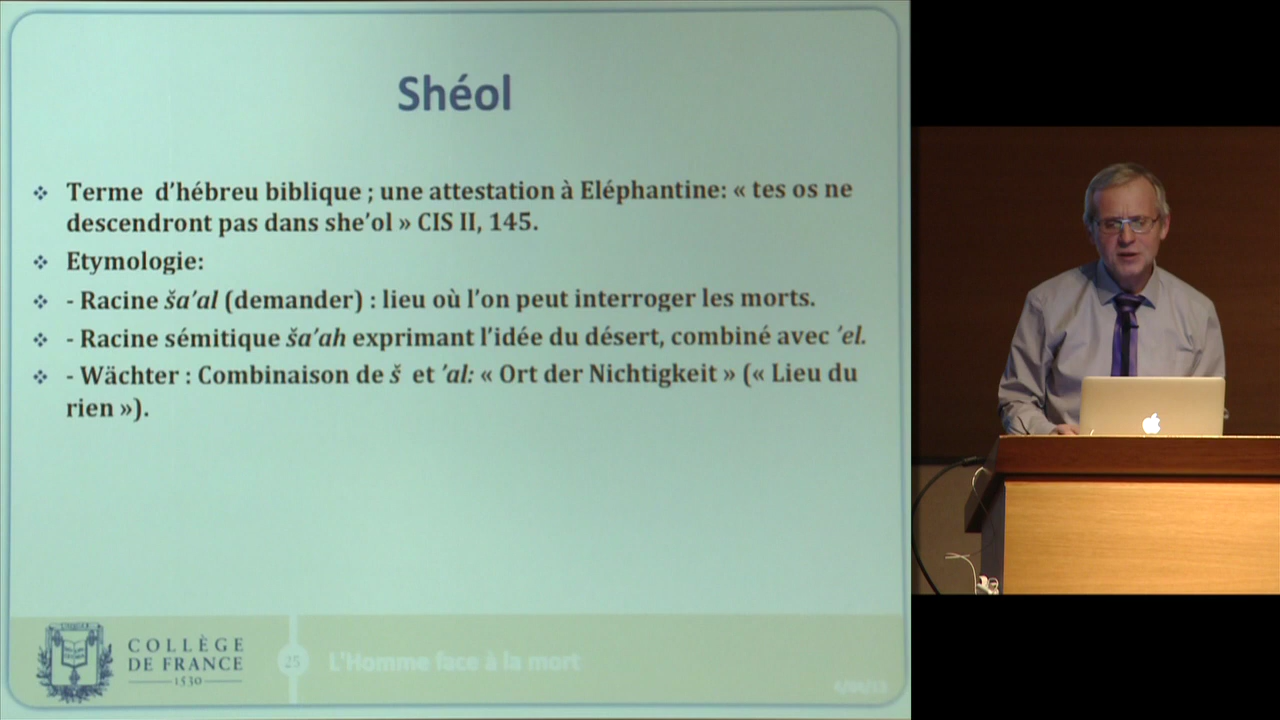 Shéol
❖ Terme d’hébreu biblique ; une attestation à Eléphantine: « tes os ne
descendront pas dans she’ol » CIS II, 145.
❖ Etymologie:
❖ - Racine ša’al (demander) : lieu où l’on peut interroger les morts.
❖ - Racine sémitique ša’ah exprimant l’idée du désert, combiné avec ’el.
❖ - Wächter : Combinaison de š et ’al: « Ort der Nichtigkeit » (« Lieu du
rien »).
COLLÈGE
DE FRANCE
1530
25
L'Homme face à la mort